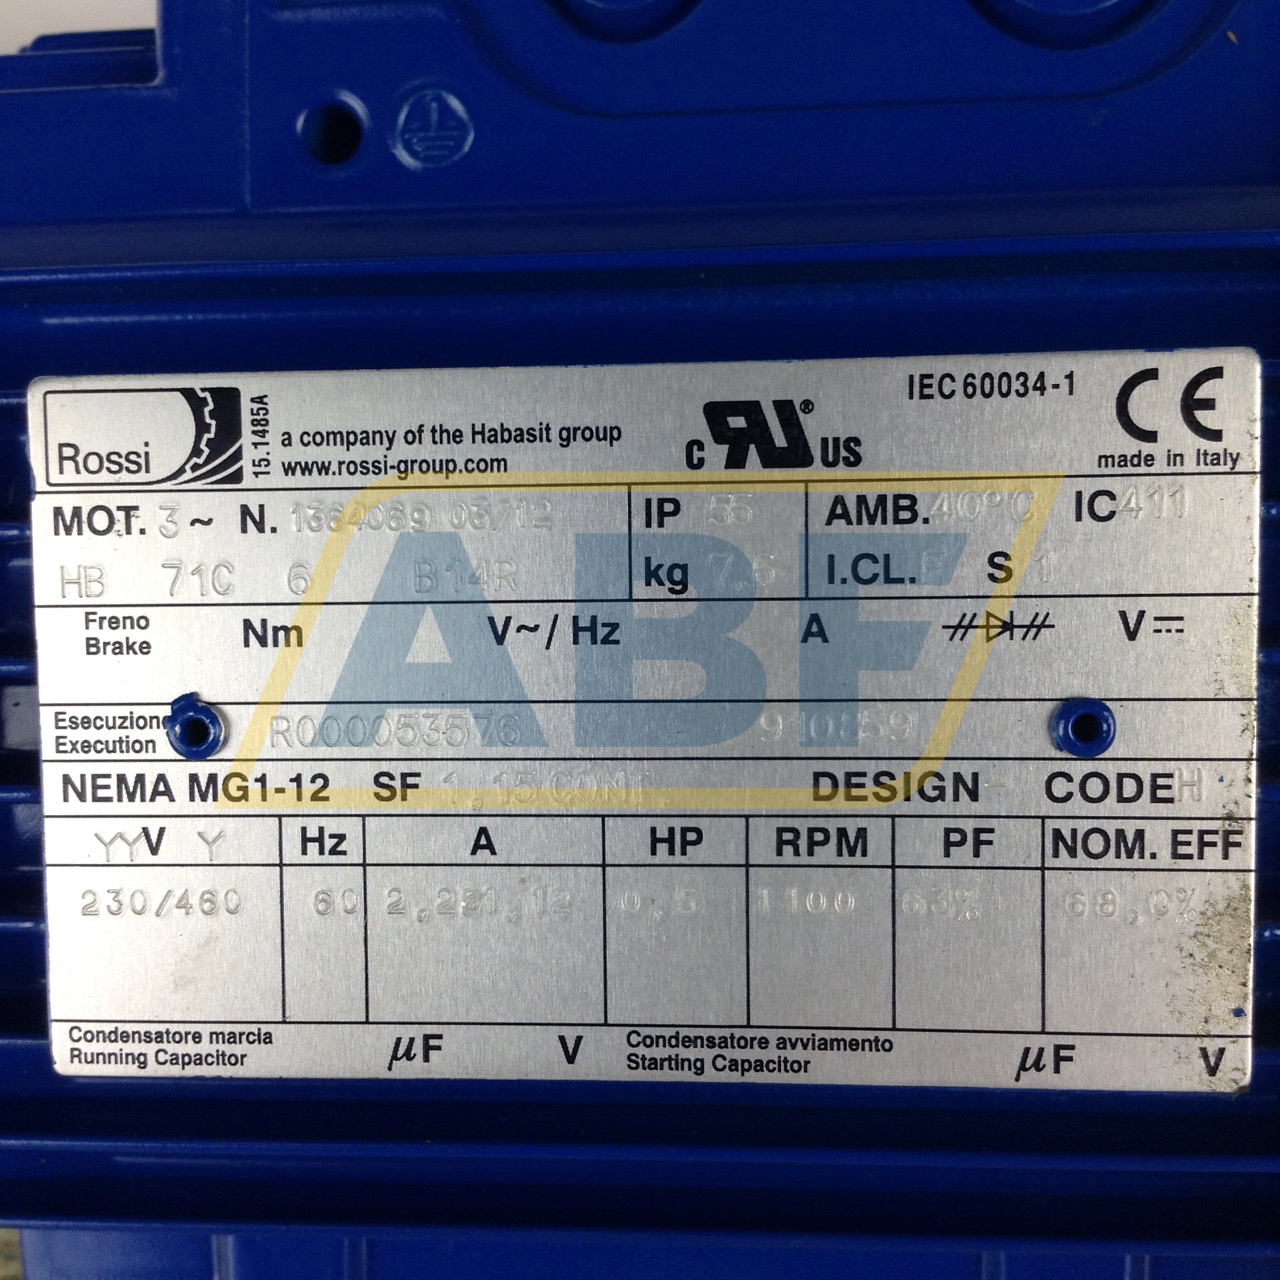 Rossi
15.1485A
a company of the Habasit group
www.rossi-group.com
c RU ® US
IEC 60034-1
CE
made in Italy
MOT. 3 ~ N. 1364069 03/12 IP 55 AMB. 40°C IC 411
HB 71C 6 B14R kg 7,6 I.CL. F S 1
Freno
Brake
Nm V~/ Hz A V
Esecuzione
Execution
R000053576 910859
NEMA MG1-12 SF 1,15 CONT DESIGN - CODE H
YYV Y Hz A HP RPM PF NOM. EFF
230/460 60 0,5 1100 63% 68,0%
Condensatore marcia
Running Capacitor
µF V
Condensatore avviamento
Starting Capacitor
µF V
ABF